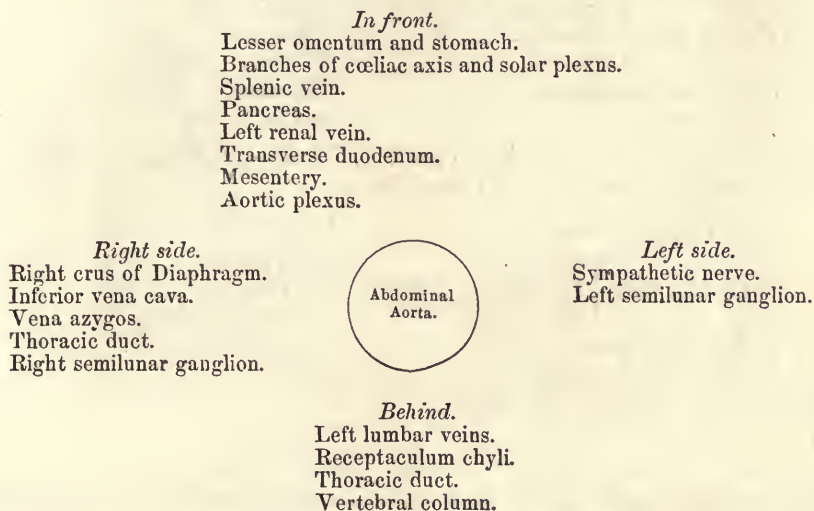 In front.
Lesser omentum and stomach.
Branches of cœliac axis and solar plexus.
Splenic vein.
Pancreas.
Left renal vein.
Transverse duodenum.
Mesentery.
Aortic plexus.
Right side.
Right crus of Diaphragm.
Inferior vena cava.
Vena azygos.
Thoracic duct.
Right semilunar ganglion.
Abdominal
Aorta.
Left side.
Sympathetic nerve.
Left semilunar ganglion.
Behind.
Left lumbar veins.
Receptaculum chyli.
Thoracic duct.
Vertebral column.